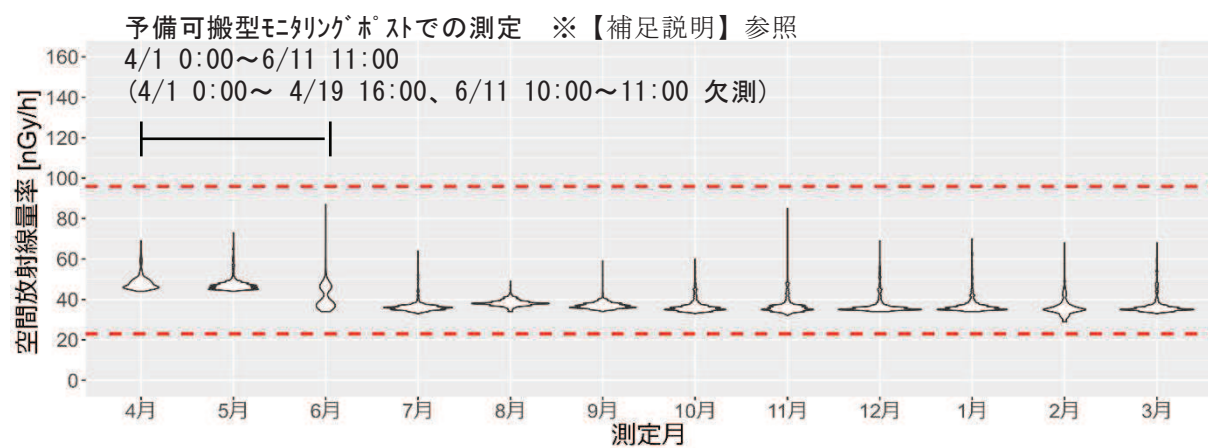 予備可搬型ﾓﾆﾀﾘﾝｸﾞﾎﾟｽﾄでの測定　※【補足説明】参照
4/1 0:00～6/11 11:00
(4/1 0:00～ 4/19 16:00、6/11 10:00～11:00 欠測)
空間放射線量率 [nGy/h]
160
140
120
100
80
60
40
20
0
4月 5月 6月 7月 8月 9月 10月 11月 12月 1月 2月 3月
測定月